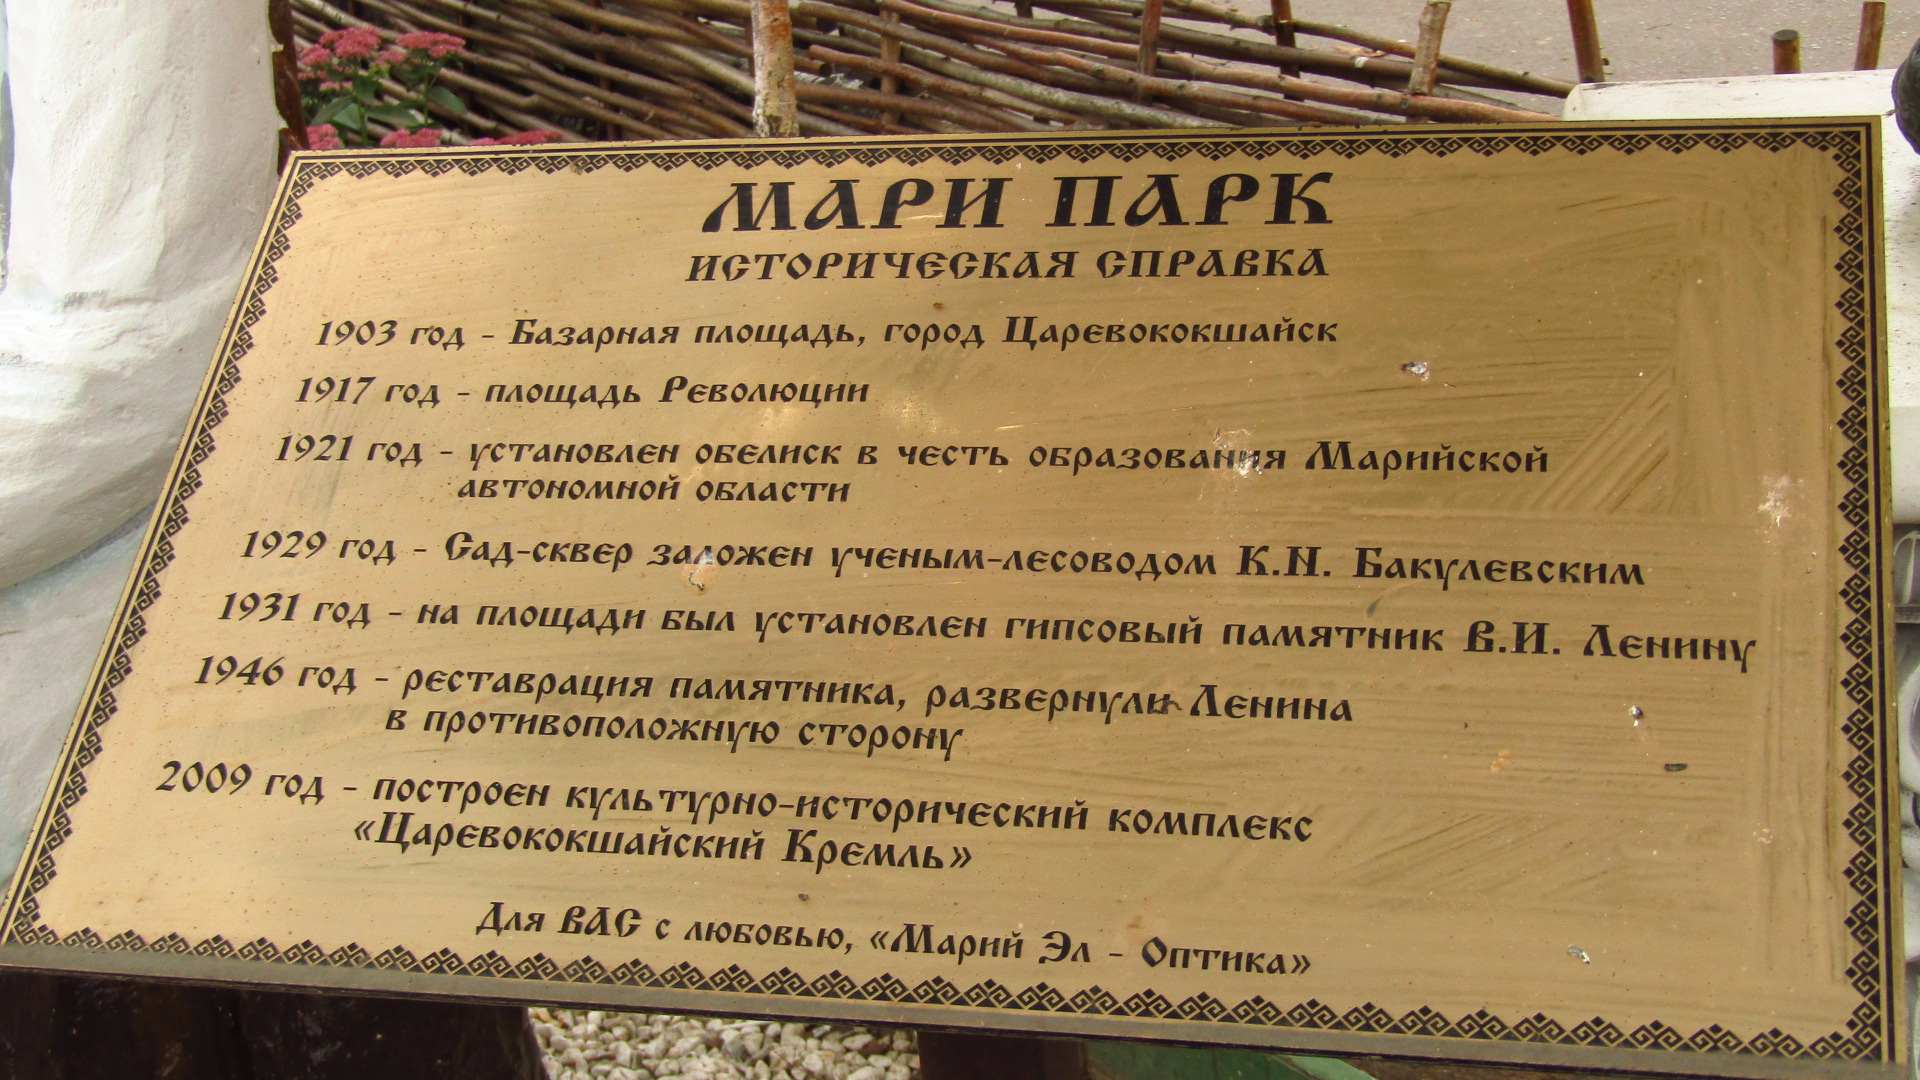 МАРИ ПАРК
ИСТОРИЧЕСКАЯ СПРАВКА
1903 год - Базарная площадь, город Царевококшайск
1917 год - площадь Революции
1921 год - установлен обелиск в честь образования Марийской
автономной области
1929 год - Сад-сквер заложен ученым-лесоводом К.Н. Бакулевским
1931 год - на площади был установлен гипсовый памятник В.И. Ленину
1946 год - реставрация памятника, развернули Ленина
в противоположную сторону
2009 год - построен культурно-исторический комплекс
«Царевококшайский Кремль»
Для ВАС с любовью, «Марий Эл - Оптика»